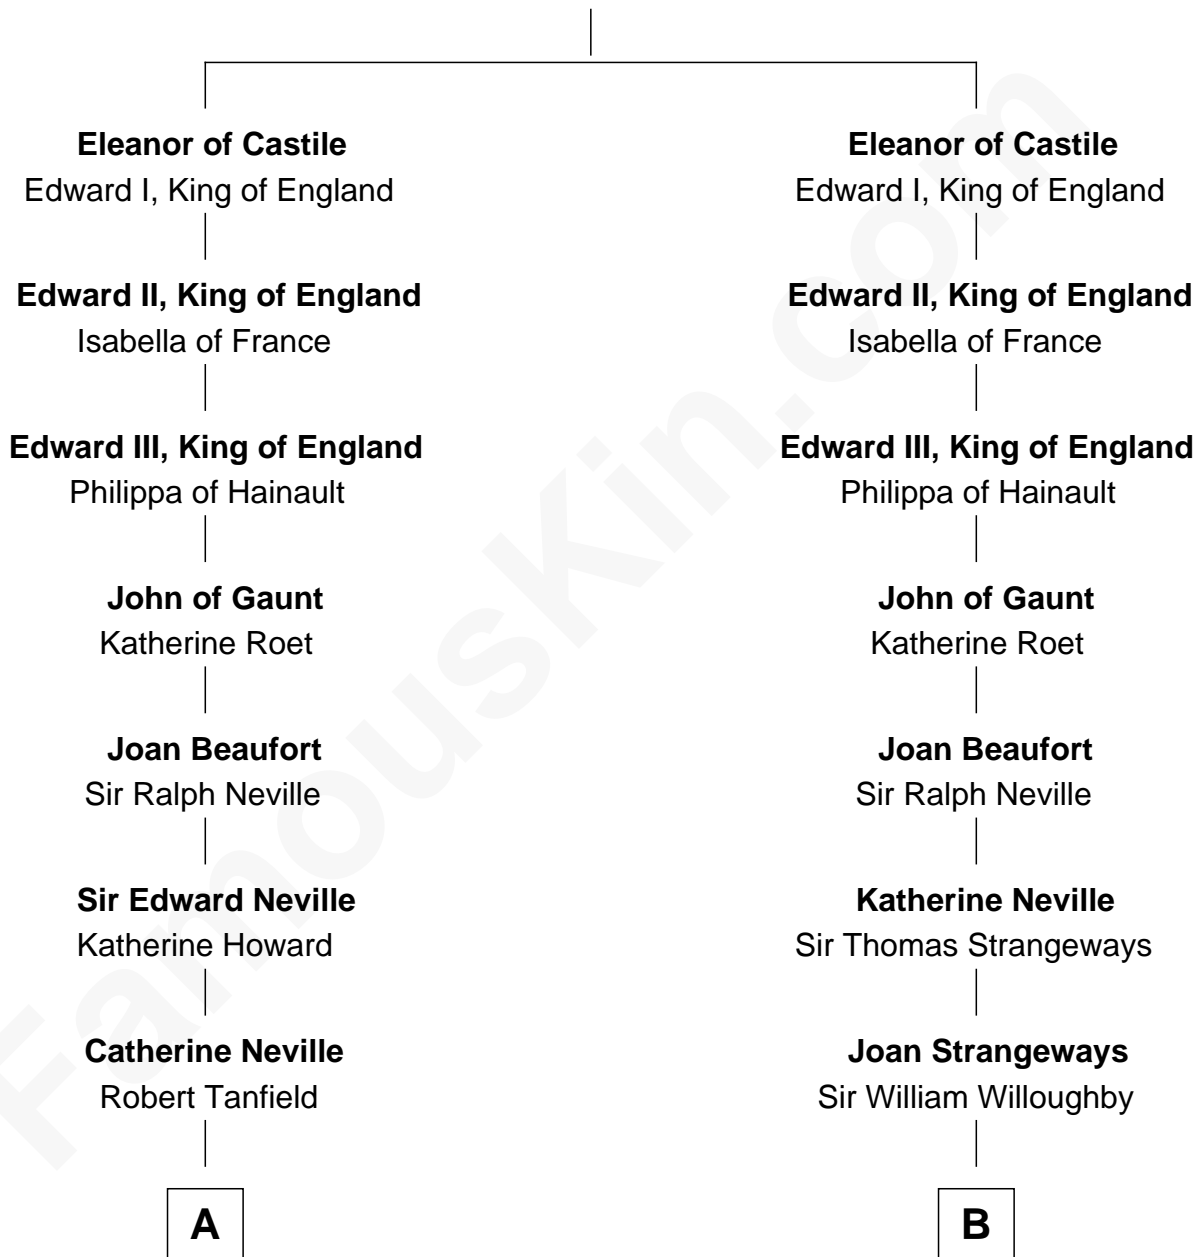 Eleanor of Castile
Edward I, King of England
Edward II, King of England
Isabella of France
Edward III, King of England
Philippa of Hainault
John of Gaunt
Katherine Roet
Joan Beaufort
Sir Ralph Neville
Sir Edward Neville
Katherine Howard
Catherine Neville
Robert Tanfield
A
Eleanor of Castile
Edward I, King of England
Edward II, King of England
Isabella of France
Edward III, King of England
Philippa of Hainault
John of Gaunt
Katherine Roet
Joan Beaufort
Sir Ralph Neville
Katherine Neville
Sir Thomas Strangeways
Joan Strangeways
Sir William Willoughby
B
FamousKin.com